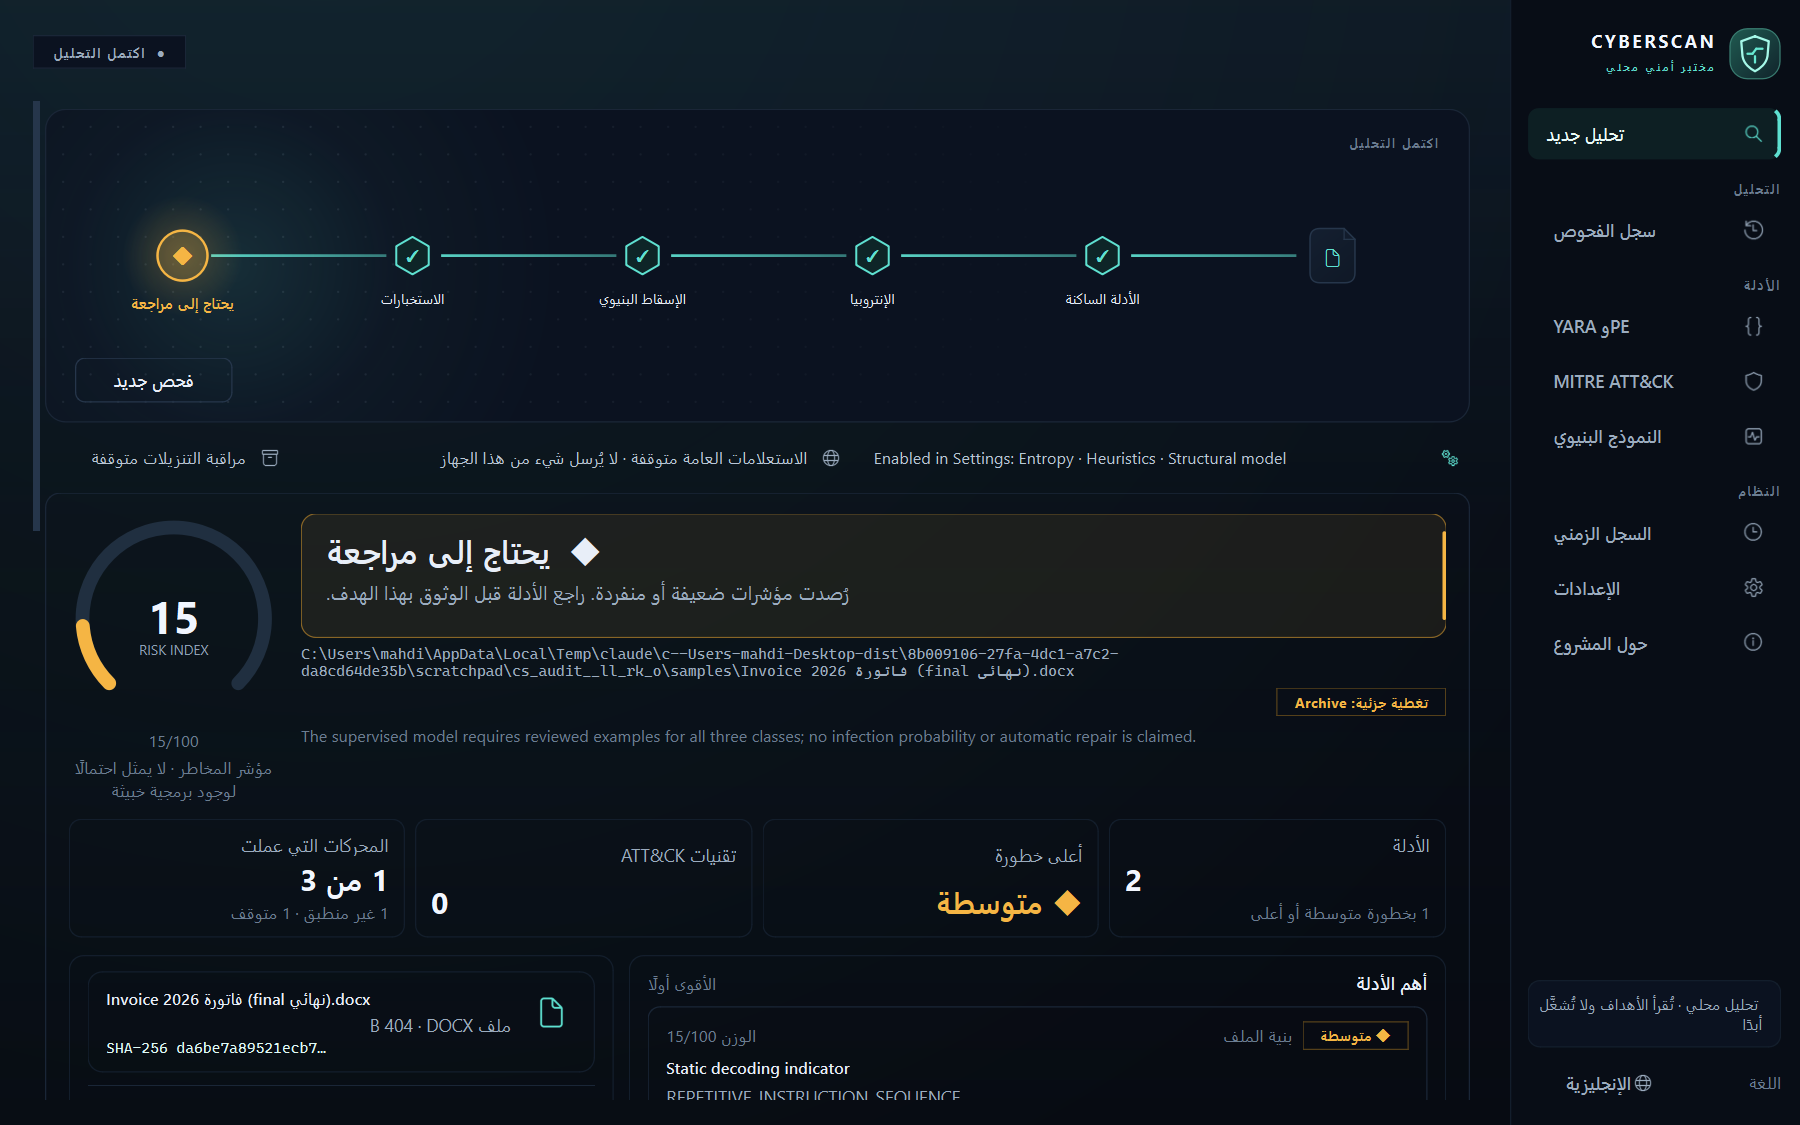 CYBERSCAN
مختبر أمني محلي
تحليل جديد
التحليل
سجل الفحوص
الأدلة
YARA وPE
MITRE ATT&CK
النموذج البنيوي
النظام
السجل الزمني
الإعدادات
حول المشروع
تحليل محلي · تُقرأ الأهداف ولا تُشغَّل
أبدًا
اللغة
الإنجليزية
اكتمل التحليل
اكتمل التحليل
الأدلة الساكنة
الإنتروبيا
الإسقاط البنيوي
الاستخبارات
يحتاج إلى مراجعة
فحص جديد
Enabled in Settings: Entropy · Heuristics · Structural model
الاستعلامات العامة متوقفة · لا يُرسل شيء من هذا الجهاز
مراقبة التنزيلات متوقفة
يحتاج إلى مراجعة
رُصدت مؤشرات ضعيفة أو منفردة. راجع الأدلة قبل الوثوق بهذا الهدف.
C:\Users\mahdi\AppData\Local\Temp\claude\c--Users-mahdi-Desktop-dist\8b009106-27fa-4dc1-a7c2-
da8cd64de35b\scratchpad\cs_audit__ll_rk_o\samples\Invoice 2026 فاتورة (final نهائي).docx
تغطية جزئية: Archive
The supervised model requires reviewed examples for all three classes; no infection probability or automatic repair is claimed.
15
RISK INDEX
15/100
مؤشر المخاطر · لا يمثل احتمالًا
لوجود برمجية خبيثة
الأدلة
2
1 بخطورة متوسطة أو أعلى
أعلى خطورة
متوسطة
تقنيات ATT&CK
0
المحركات التي عملت
1 من 3
1 غير منطبق · 1 متوقف
أهم الأدلة
الأقوى أولًا
متوسطة
بنية الملف
الوزن 15/100
Static decoding indicator
REPETITIVE_INSTRUCTION_SEQUENCE
Invoice 2026 فاتورة (final نهائي).docx
ملف DOCX · 404 B
SHA-256 da6be7a89521ecb7…